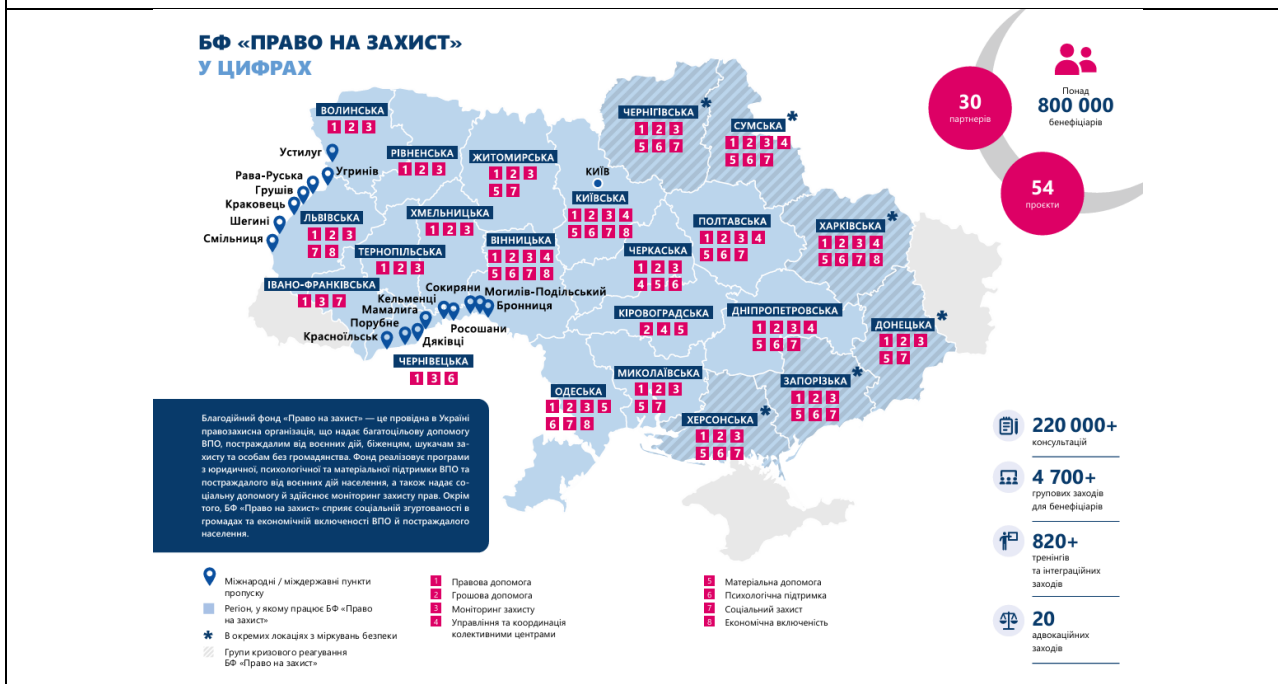 БФ «ПРАВО НА ЗАХИСТ»
У ЦИФРАХ
30
партнерів
Понад
800 000
бенефіціарів
54
проєкти
ВОЛИНСЬКА
1 2 3
Устилуг
Угринів
Рава-Руська
Грушів
Краковець
Шегині
Смільниця
РІВНЕНСЬКА
1 2 3
ЖИТОМИРСЬКА
1 2 3
5 7
КИЇВ
КИЇВСЬКА
1 2 3 4
5 6 7 8
ЧЕРНІГІВСЬКА *
1 2 3
5 6 7
СУМСЬКА *
1 2 3 4
5 6 7
ЛЬВІВСЬКА
1 2 3
7 8
ХМЕЛЬНИЦЬКА
1 2 3
ТЕРНОПІЛЬСЬКА
1 2 3
ВІННИЦЬКА
1 2 3 4
5 6 7 8
ЧЕРКАСЬКА
1 2 3
4 5 6
ПОЛТАВСЬКА
1 2 3 4
5 6 7
ХАРКІВСЬКА *
1 2 3 4
5 6 7 8
ІВАНО-ФРАНКІВСЬКА
1 3 7
Сокиряни
Могилів-Подільський
Кельменці
Бронниця
Мамалига
Порубне
Росошани
Красноїльськ
Дяківці
ЧЕРНІВЕЦЬКА
1 3 6
КІРОВОГРАДСЬКА
2 4 5
ДНІПРОПЕТРОВСЬКА
1 2 3 4
5 6 7
ДОНЕЦЬКА *
1 2 3
5 7
ОДЕСЬКА
1 2 3 5
6 7 8
МИКОЛАЇВСЬКА
1 2 3
5 7
ЗАПОРІЗЬКА *
1 2 3
5 6 7
ХЕРСОНСЬКА *
1 2 3
5 6 7
Благодійний фонд «Право на захист» — це провідна в Україні
правозахисна організація, що надає багатоцільову допомогу
ВПО, постраждалим від воєнних дій, біженцям, шукачам за-
хисту та особам без громадянства. Фонд реалізовує програми
з юридичної, психологічної та матеріальної підтримки ВПО та
постраждалого від воєнних дій населення, а також надає со-
ціальну допомогу й здійснює моніторинг захисту прав. Окрім
того, БФ «Право на захист» сприяє соціальній згуртованості в
громадах та економічній включеності ВПО й постраждалого
населення.
220 000+
консультацій
4 700+
групових заходів
для бенефіціарів
820+
тренінгів
та інтеграційних
заходів
20
адвокаційних
заходів
Міжнародні / міждержавні пункти
пропуску
Регіон, у якому працює БФ «Право
на захист»
* В окремих локаціях з міркувань безпеки
Групи кризового реагування
БФ «Право на захист»
1 Правова допомога
2 Грошова допомога
3 Моніторинг захисту
4 Управління та координація
колективними центрами
5 Матеріальна допомога
6 Психологічна підтримка
7 Соціальний захист
8 Економічна включеність